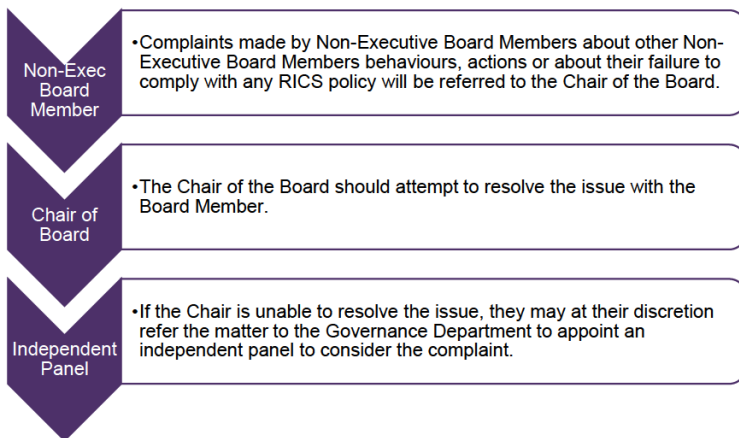 Non-Exec
Board
Member
•Complaints made by Non-Executive Board Members about other Non-
Executive Board Members behaviours, actions or about their failure to
comply with any RICS policy will be referred to the Chair of the Board.
Chair of
Board
•The Chair of the Board should attempt to resolve the issue with the
Board Member.
Independent
Panel
•If the Chair is unable to resolve the issue, they may at their discretion
refer the matter to the Governance Department to appoint an
independent panel to consider the complaint.